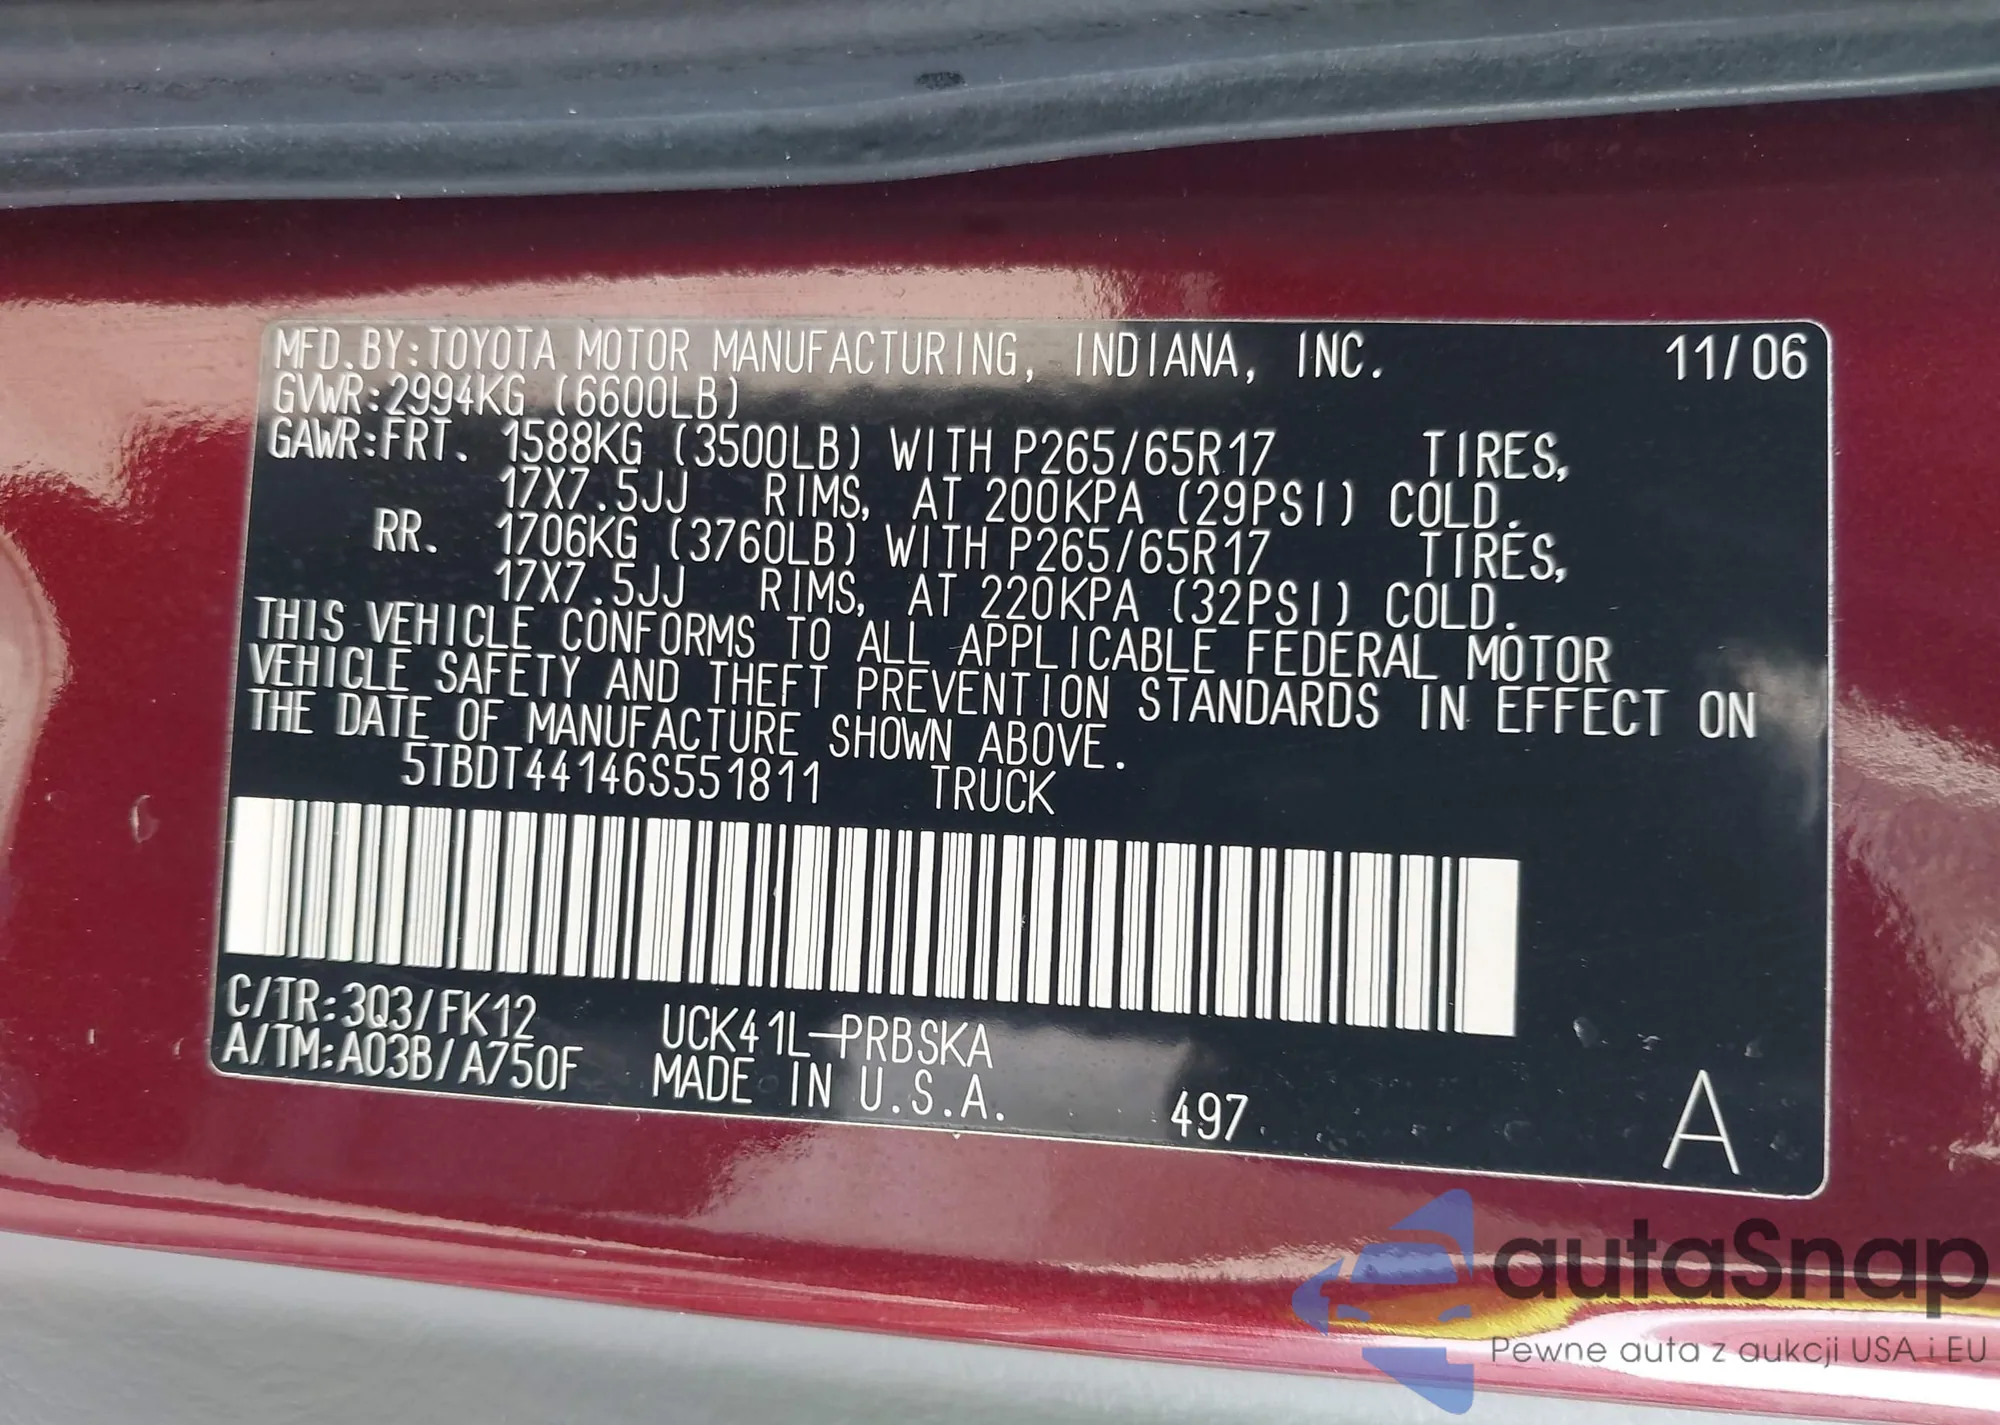 MFD.BY:TOYOTA MOTOR MANUFACTURING, INDIANA, INC. 11/06
GVWR:2994KG (6600LB)
GAWR:FRT. 1588KG (3500LB) WITH P265/65R17 TIRES,
17X7.5JJ RIMS, AT 200KPA (29PSI) COLD.
RR. 1706KG (3760LB) WITH P265/65R17 TIRES,
17X7.5JJ RIMS, AT 220KPA (32PSI) COLD.
THIS VEHICLE CONFORMS TO ALL APPLICABLE FEDERAL MOTOR
VEHICLE SAFETY AND THEFT PREVENTION STANDARDS IN EFFECT ON
THE DATE OF MANUFACTURE SHOWN ABOVE.
5TBDT44146S551811 TRUCK
C/TR:3Q3/FK12 UCK41L-PRBSKA
A/TM:A03B/A750F MADE IN U.S.A. 497 A
autaSnap
Pewne auta z aukcji USA i EU